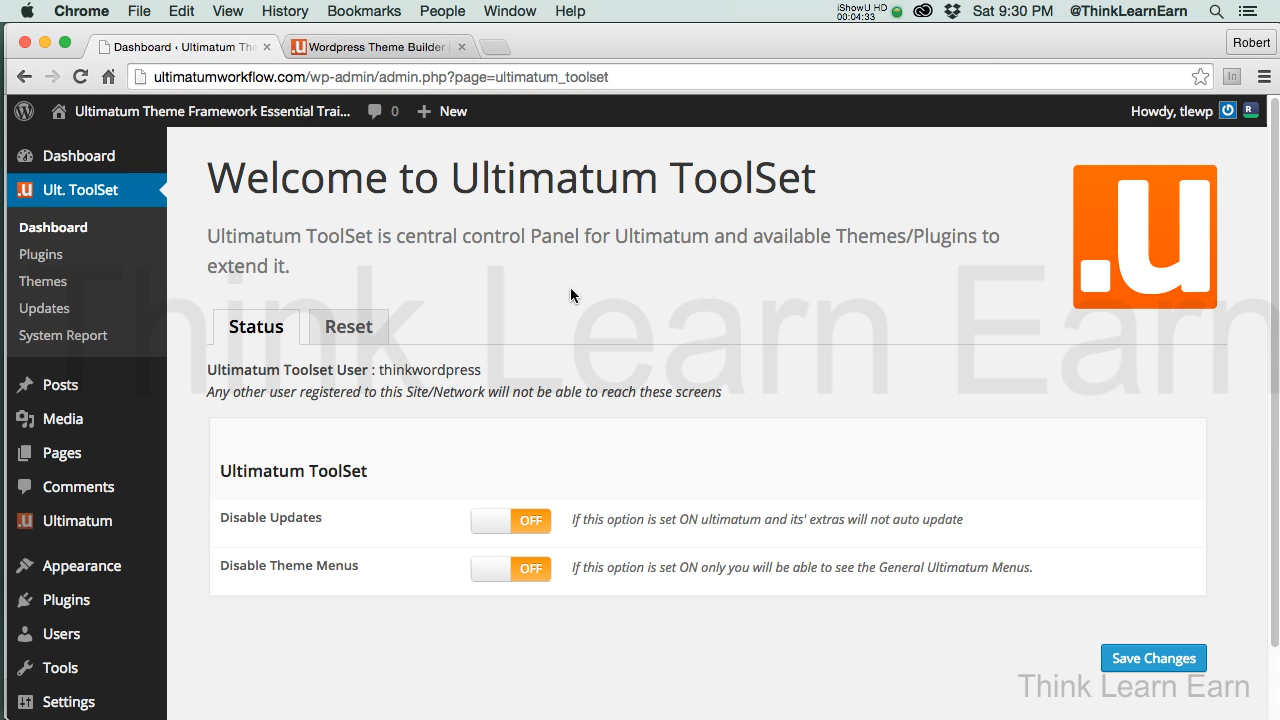 Chrome File Edit View History Bookmarks People Window Help
iShowU HD
00:04:33
Sat 9:30 PM @ThinkLearnEarn
Dashboard ‹ Ultimatum The
Wordpress Theme Builder
Robert
ultimatumworkflow.com/wp-admin/admin.php?page=ultimatum_toolset
In
Ultimatum Theme Framework Essential Trai... 0 + New
Howdy, tlewp
R
Dashboard
Ult. ToolSet
Dashboard
Plugins
Themes
Updates
System Report
Posts
Media
Pages
Comments
Ultimatum
Appearance
Plugins
Users
Tools
Settings
Welcome to Ultimatum ToolSet
Ultimatum ToolSet is central control Panel for Ultimatum and available Themes/Plugins to
extend it.
.u
Think Learn Earn
Status Reset
Ultimatum Toolset User : thinkwordpress
Any other user registered to this Site/Network will not be able to reach these screens
Ultimatum ToolSet
Disable Updates OFF If this option is set ON ultimatum and its' extras will not auto update
Disable Theme Menus OFF If this option is set ON only you will be able to see the General Ultimatum Menus.
Save Changes
Think Learn Earn